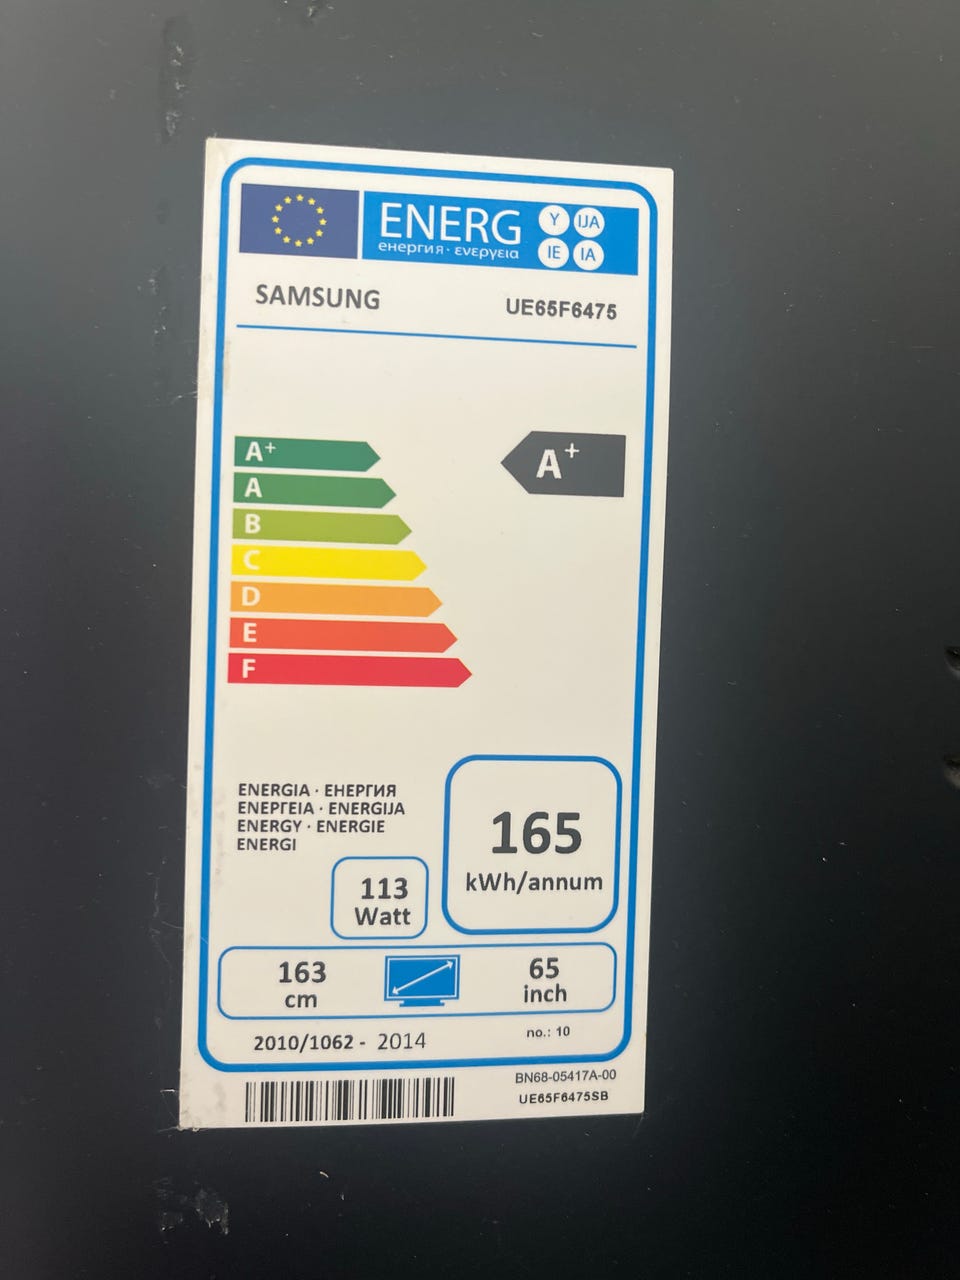 ENERG Y IJA
енергия · ενεργεια IE IA
SAMSUNG UE65F6475
A+
A+
A
B
C
D
E
F
ENERGIA · ЕНЕРГИЯ
ΕΝΕΡΓΕΙΑ · ENERGIJA
ENERGY · ENERGIE
ENERGI
165
kWh/annum
113
Watt
163
cm
65
inch
2010/1062 - 2014
no.: 10
BN68-05417A-00
UE65F6475SB